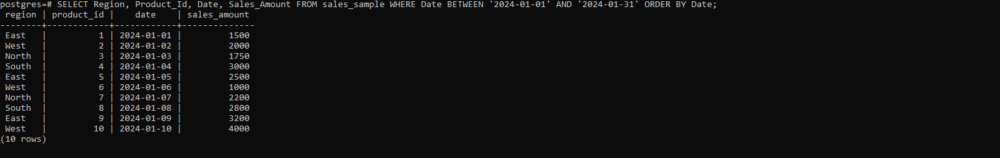 postgres=# SELECT Region, Product_Id, Date, Sales_Amount FROM sales_sample WHERE Date BETWEEN '2024-01-01' AND '2024-01-31' ORDER BY Date;
 region | product_id |    date    | sales_amount
--------+------------+------------+--------------
 East   |          1 | 2024-01-01 |         1500
 West   |          2 | 2024-01-02 |         2000
 North  |          3 | 2024-01-03 |         1750
 South  |          4 | 2024-01-04 |         3000
 East   |          5 | 2024-01-05 |         2500
 West   |          6 | 2024-01-06 |         1000
 North  |          7 | 2024-01-07 |         2200
 South  |          8 | 2024-01-08 |         2800
 East   |          9 | 2024-01-09 |         3200
 West   |         10 | 2024-01-10 |         4000
(10 rows)